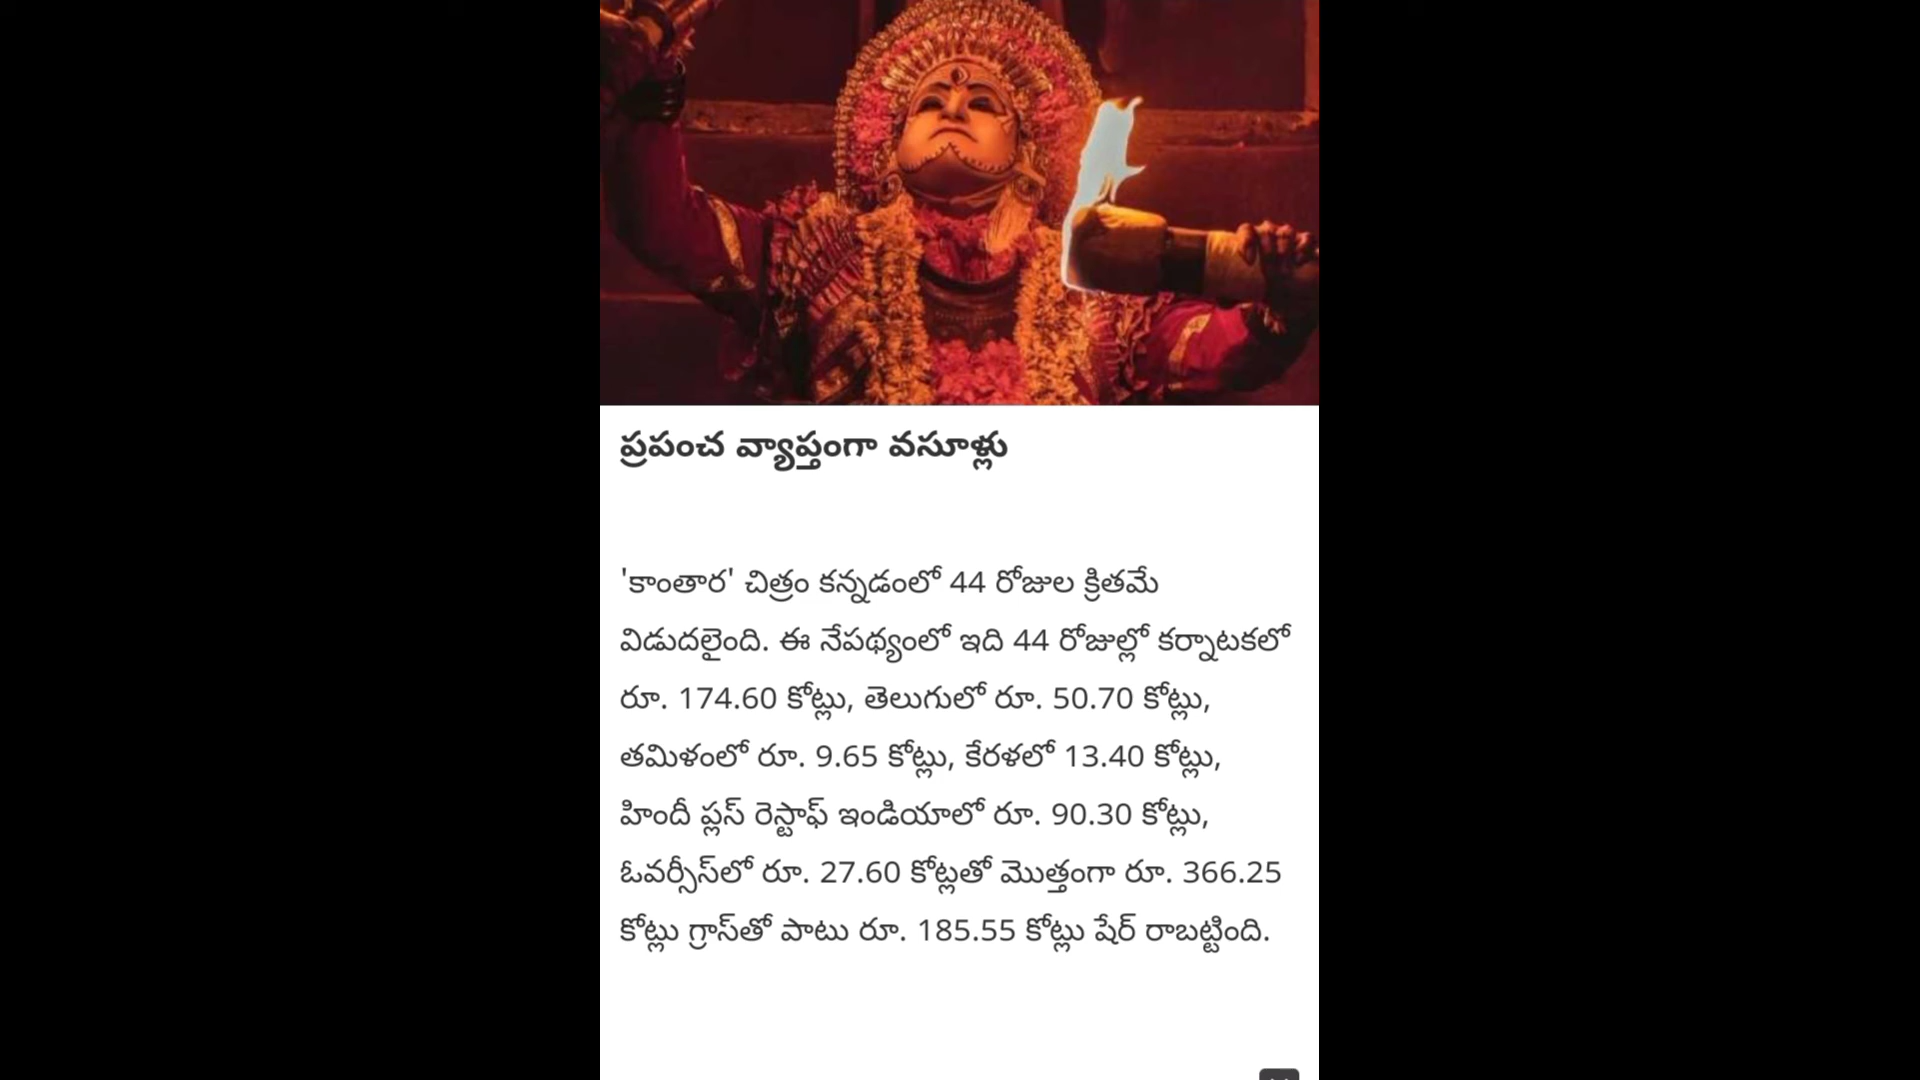 ప్రపంచ వ్యాప్తంగా వసూళ్లు
'కాంతార' చిత్రం కన్నడంలో 44 రోజుల క్రితమే
విడుదలైంది. ఈ నేపథ్యంలో ఇది 44 రోజుల్లో కర్నాటకలో
రూ. 174.60 కోట్లు, తెలుగులో రూ. 50.70 కోట్లు,
తమిళంలో రూ. 9.65 కోట్లు, కేరళలో 13.40 కోట్లు,
హిందీ ప్లస్ రెస్టాఫ్ ఇండియాలో రూ. 90.30 కోట్లు,
ఓవర్సీస్‌లో రూ. 27.60 కోట్లతో మొత్తంగా రూ. 366.25
కోట్లు గ్రాస్‌తో పాటు రూ. 185.55 కోట్లు షేర్ రాబట్టింది.